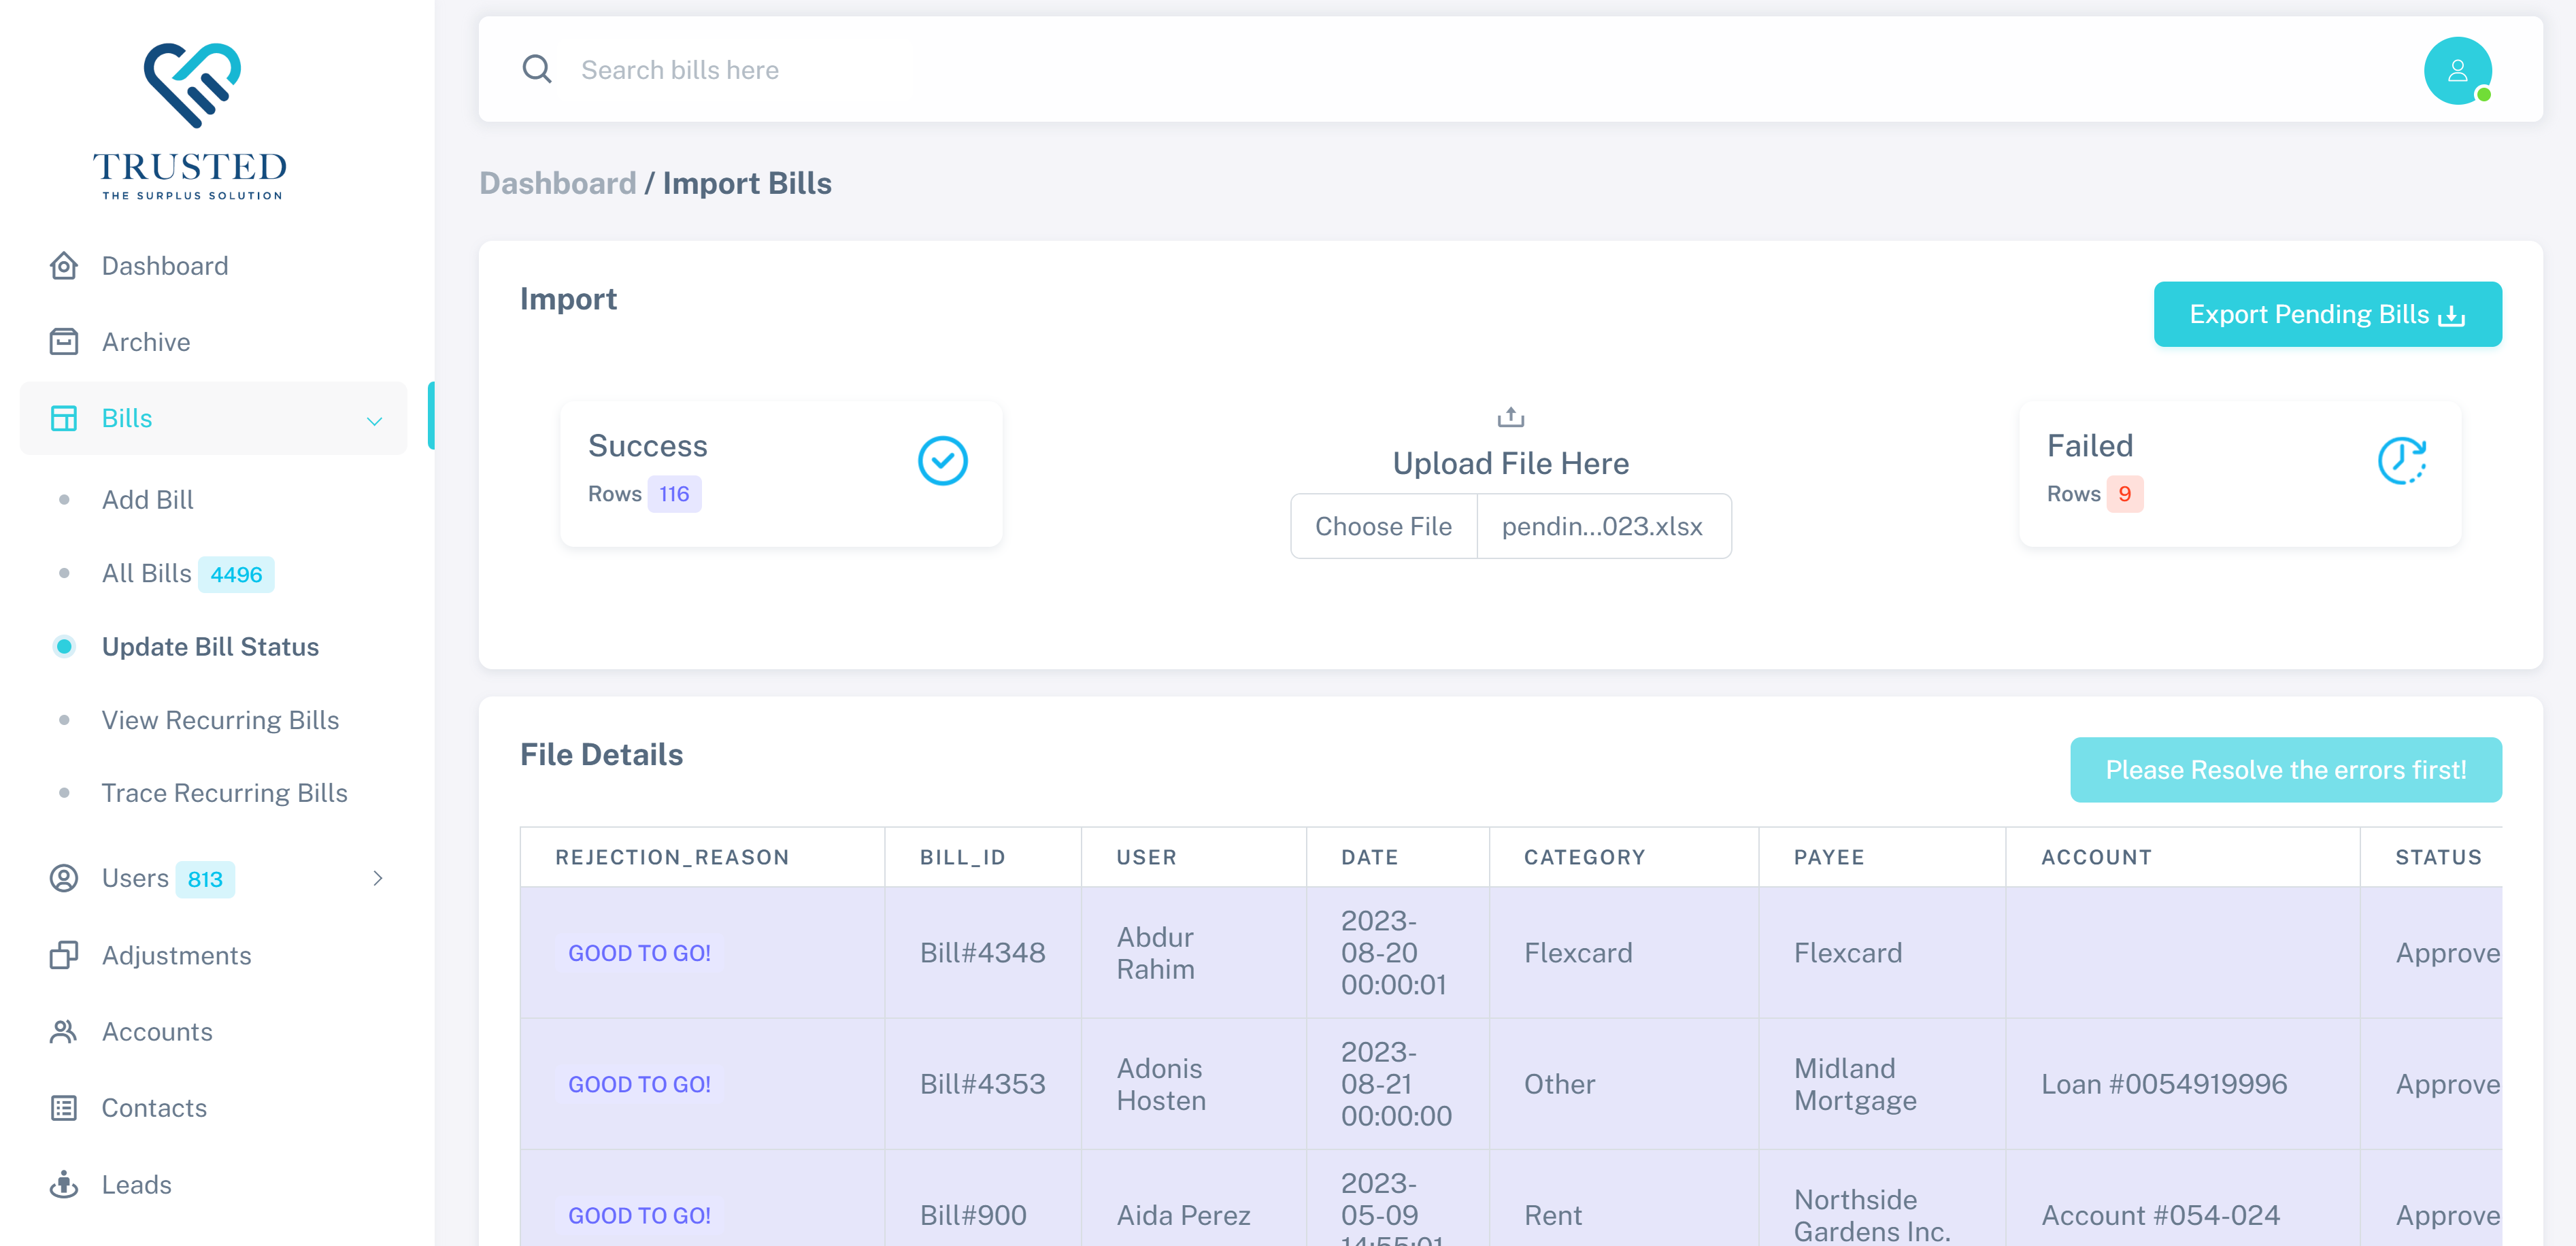 TRUSTED
THE SURPLUS SOLUTION
Dashboard
Archive
Bills
Add Bill
All Bills 4496
Update Bill Status
View Recurring Bills
Trace Recurring Bills
Users 813
Adjustments
Accounts
Contacts
Leads
Search bills here
Dashboard / Import Bills
Import
Export Pending Bills
Success
Rows 116
Upload File Here
Choose File pendin...023.xlsx
Failed
Rows 9
File Details
Please Resolve the errors first!
REJECTION_REASON BILL_ID USER DATE CATEGORY PAYEE ACCOUNT STATUS
GOOD TO GO! Bill#4348 Abdur Rahim 2023-08-20 00:00:01 Flexcard Flexcard Approve
GOOD TO GO! Bill#4353 Adonis Hosten 2023-08-21 00:00:00 Other Midland Mortgage Loan #0054919996 Approve
GOOD TO GO! Bill#900 Aida Perez 2023-05-09 14:55:01 Rent Northside Gardens Inc. Account #054-024 Approve